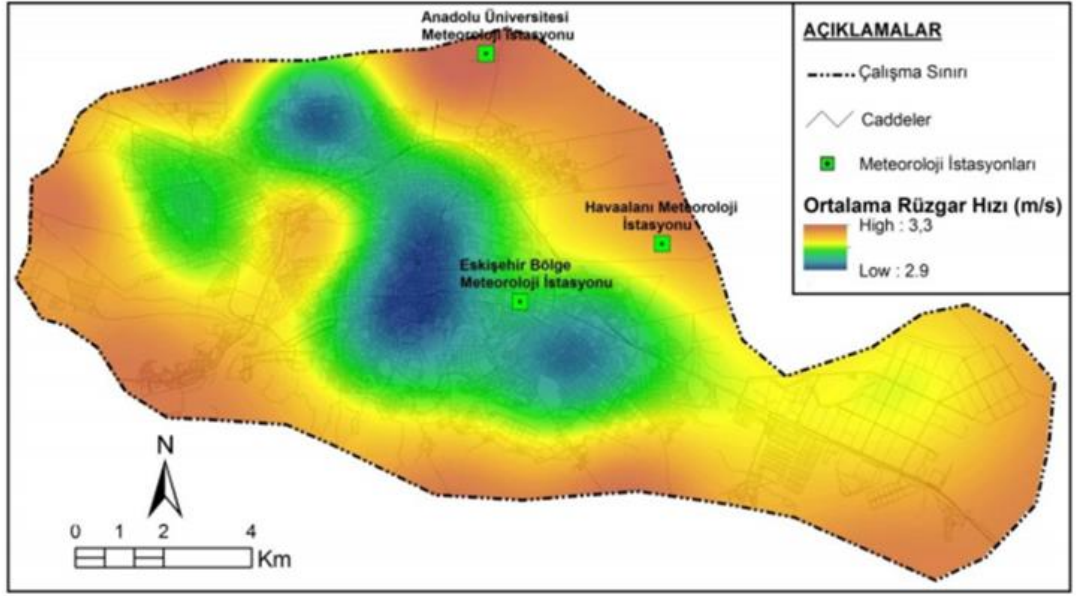 Anadolu Üniversitesi
Meteoroloji İstasyonu
Havaalanı Meteoroloji
İstasyonu
Eskişehir Bölge
Meteoroloji İstasyonu
N
0 1 2 4
Km
AÇIKLAMALAR
Çalışma Sınırı
Caddeler
Meteoroloji İstasyonları
Ortalama Rüzgar Hızı (m/s)
High : 3,3
Low : 2.9